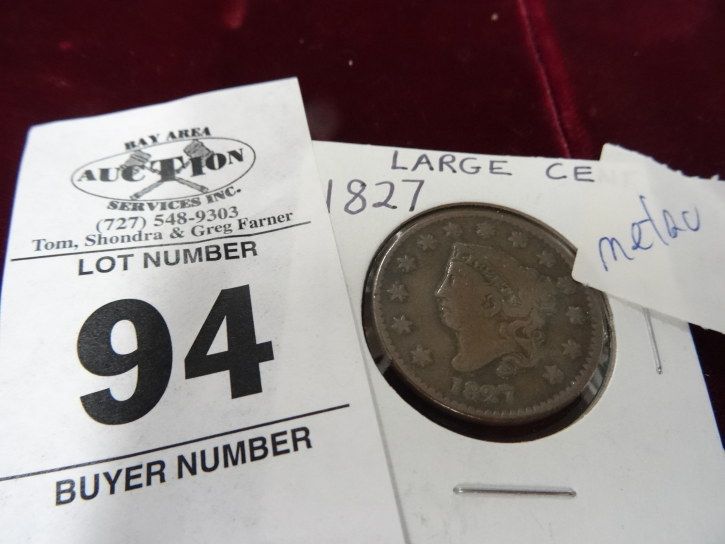 BAY AREA
AUCTION
SERVICES INC.
(727) 548-9303
Tom, Shondra & Greg Farner
LOT NUMBER
94
BUYER NUMBER
LARGE CE
1827
1827